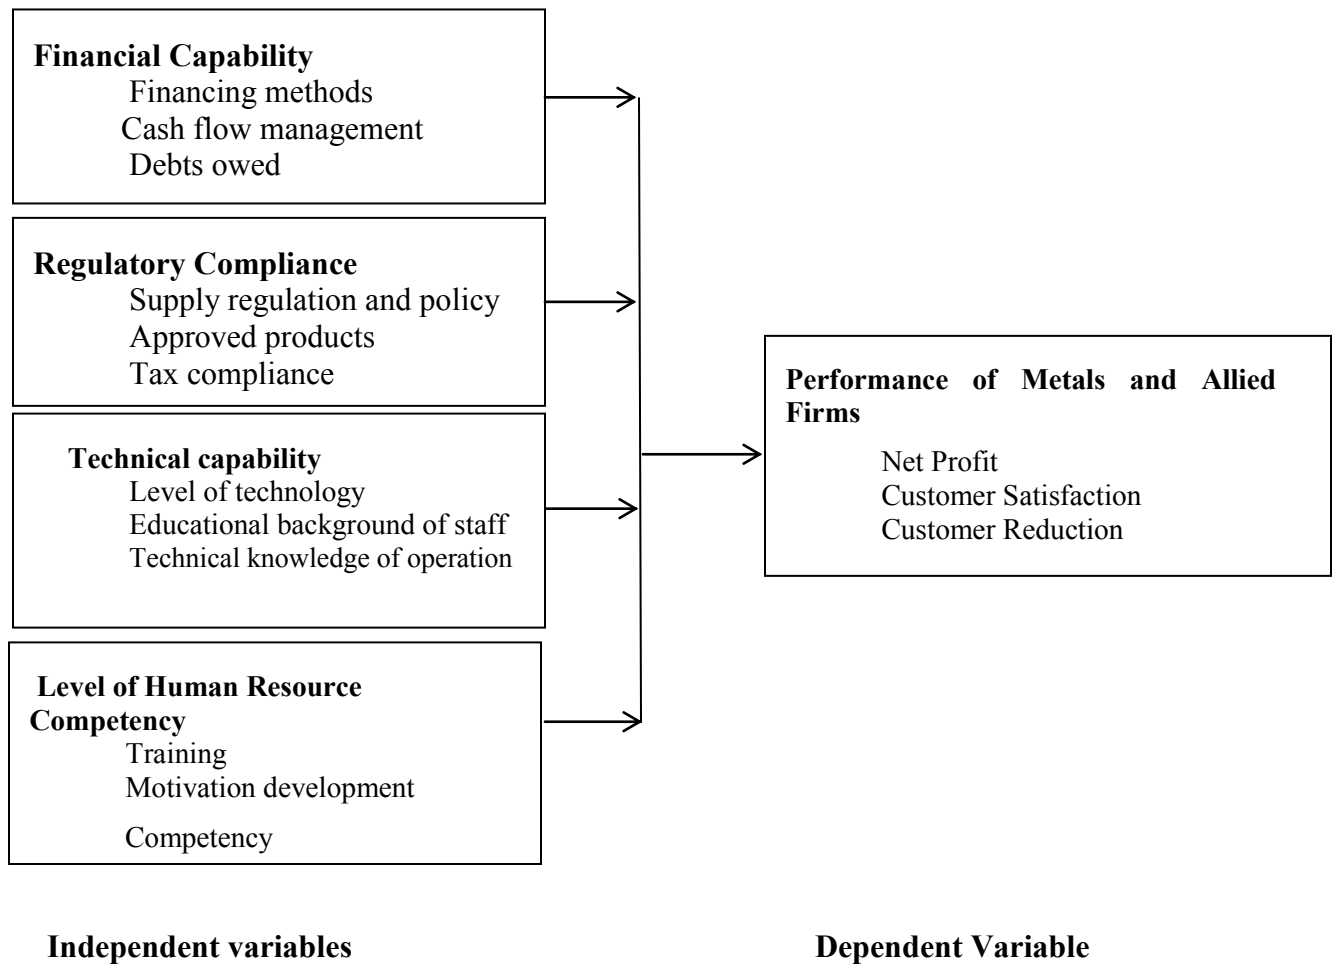 Financial Capability
Financing methods
Cash flow management
Debts owed
Regulatory Compliance
Supply regulation and policy
Approved products
Tax compliance
Technical capability
Level of technology
Educational background of staff
Technical knowledge of operation
Level of Human Resource
Competency
Training
Motivation development
Competency
Performance of Metals and Allied
Firms
Net Profit
Customer Satisfaction
Customer Reduction
Independent variables
Dependent Variable